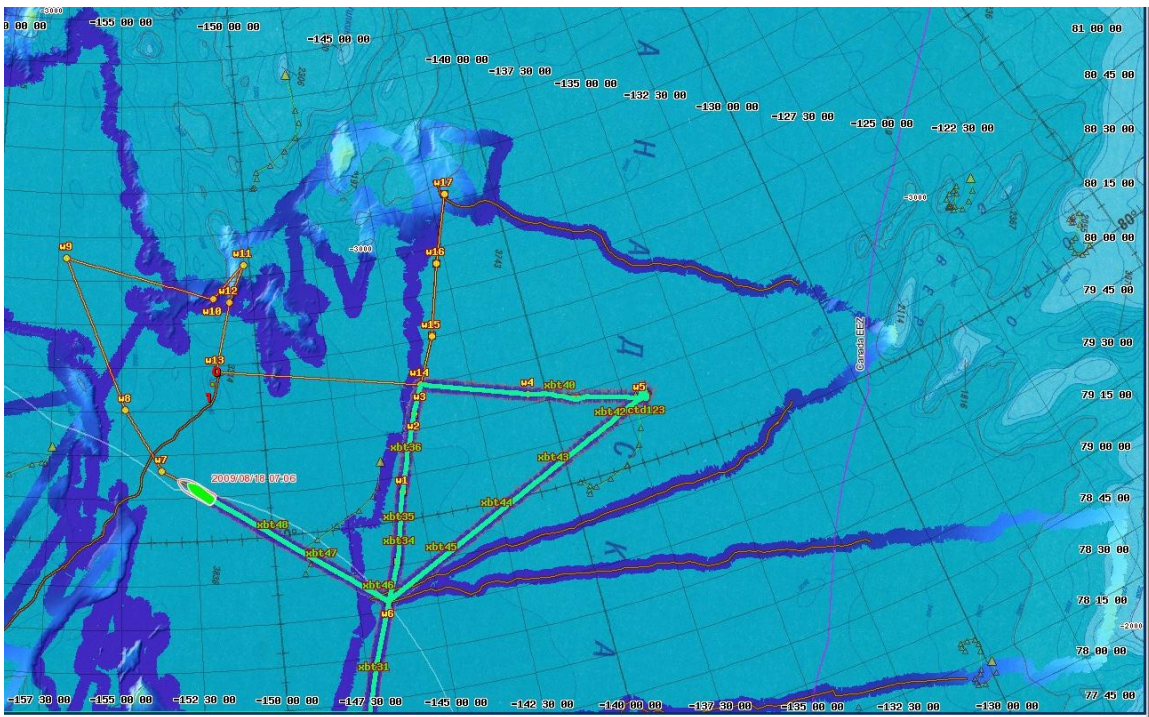 -3000
-155 00 00
-150 00 00
-145 00 00
-140 00 00
-137 30 00
-135 00 00
-132 30 00
-130 00 00
-127 30 00
-125 00 00
-122 30 00
81 00 00
80 45 00
80 30 00
80 15 00
80 00 00
79 45 00
79 30 00
79 15 00
79 00 00
78 45 00
78 30 00
78 15 00
78 00 00
77 45 00
А
Н
А
Д
С
К
А
-3000
-3000
-2000
80°
3743
2114
1816
Canada EEZ
w17
w16
w15
w14
w3
w2
w1
w4
w5
w6
w7
w8
w9
w10
w11
w12
w13
xbt40
xbt42
ctd123
xbt43
xbt44
xbt45
xbt46
xbt47
xbt48
xbt36
xbt35
xbt34
xbt31
2009/08/18 07:06
-157 30 00
-155 00 00
-152 30 00
-150 00 00
-147 30 00
-145 00 00
-142 30 00
-140 00 00
-137 30 00
-135 00 00
-132 30 00
-130 00 00